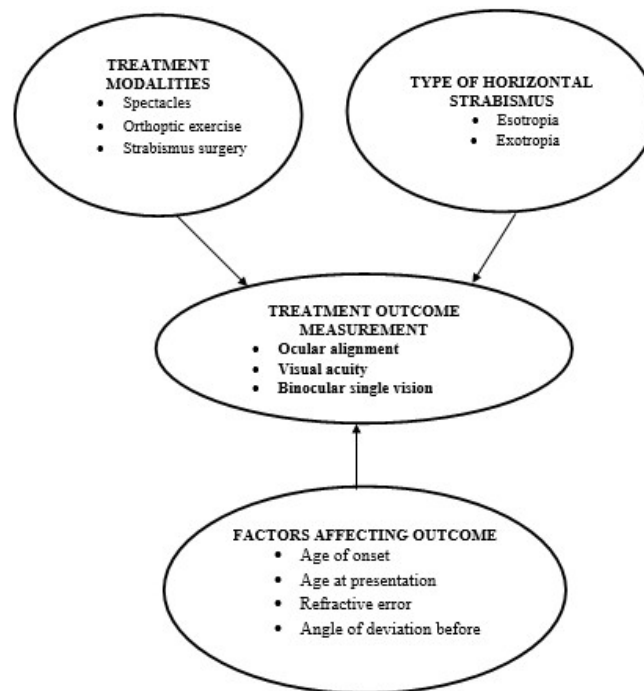 TREATMENT
MODALITIES
• Spectacles
• Orthoptic exercise
• Strabismus surgery
TYPE OF HORIZONTAL
STRABISMUS
• Esotropia
• Exotropia
TREATMENT OUTCOME
MEASUREMENT
• Ocular alignment
• Visual acuity
• Binocular single vision
FACTORS AFFECTING OUTCOME
• Age of onset
• Age at presentation
• Refractive error
• Angle of deviation before